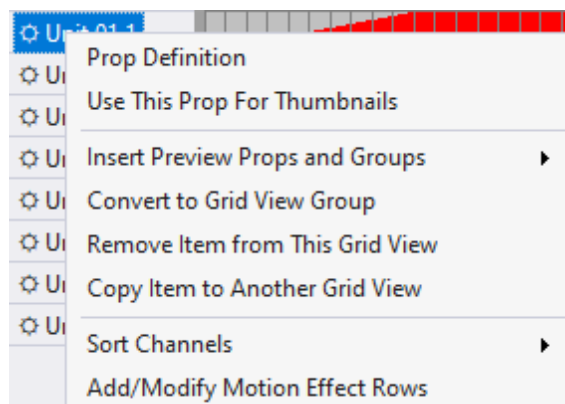 Unit 01.1
Prop Definition
Use This Prop For Thumbnails
Insert Preview Props and Groups
Convert to Grid View Group
Remove Item from This Grid View
Copy Item to Another Grid View
Sort Channels
Add/Modify Motion Effect Rows